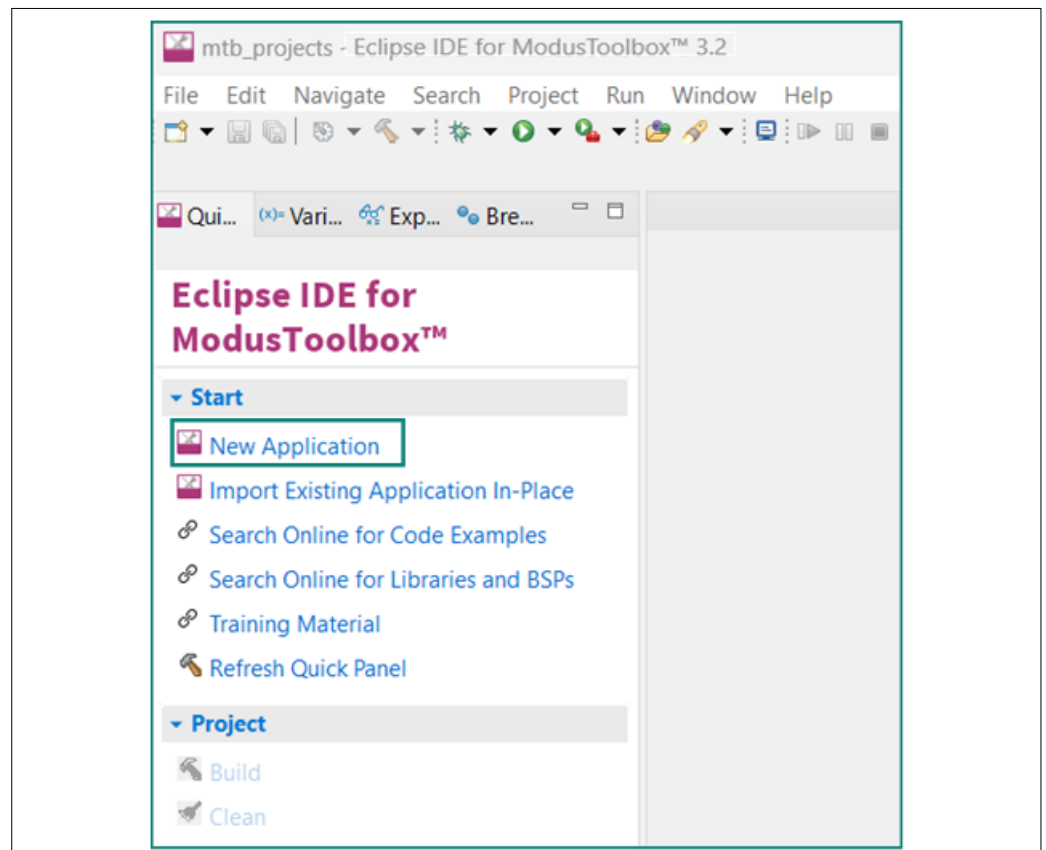 mtb_projects - Eclipse IDE for ModusToolbox™ 3.2
File Edit Navigate Search Project Run Window Help
Qui... (x)= Vari... Exp... Bre...
Eclipse IDE for
ModusToolbox™
Start
New Application
Import Existing Application In-Place
Search Online for Code Examples
Search Online for Libraries and BSPs
Training Material
Refresh Quick Panel
Project
Build
Clean